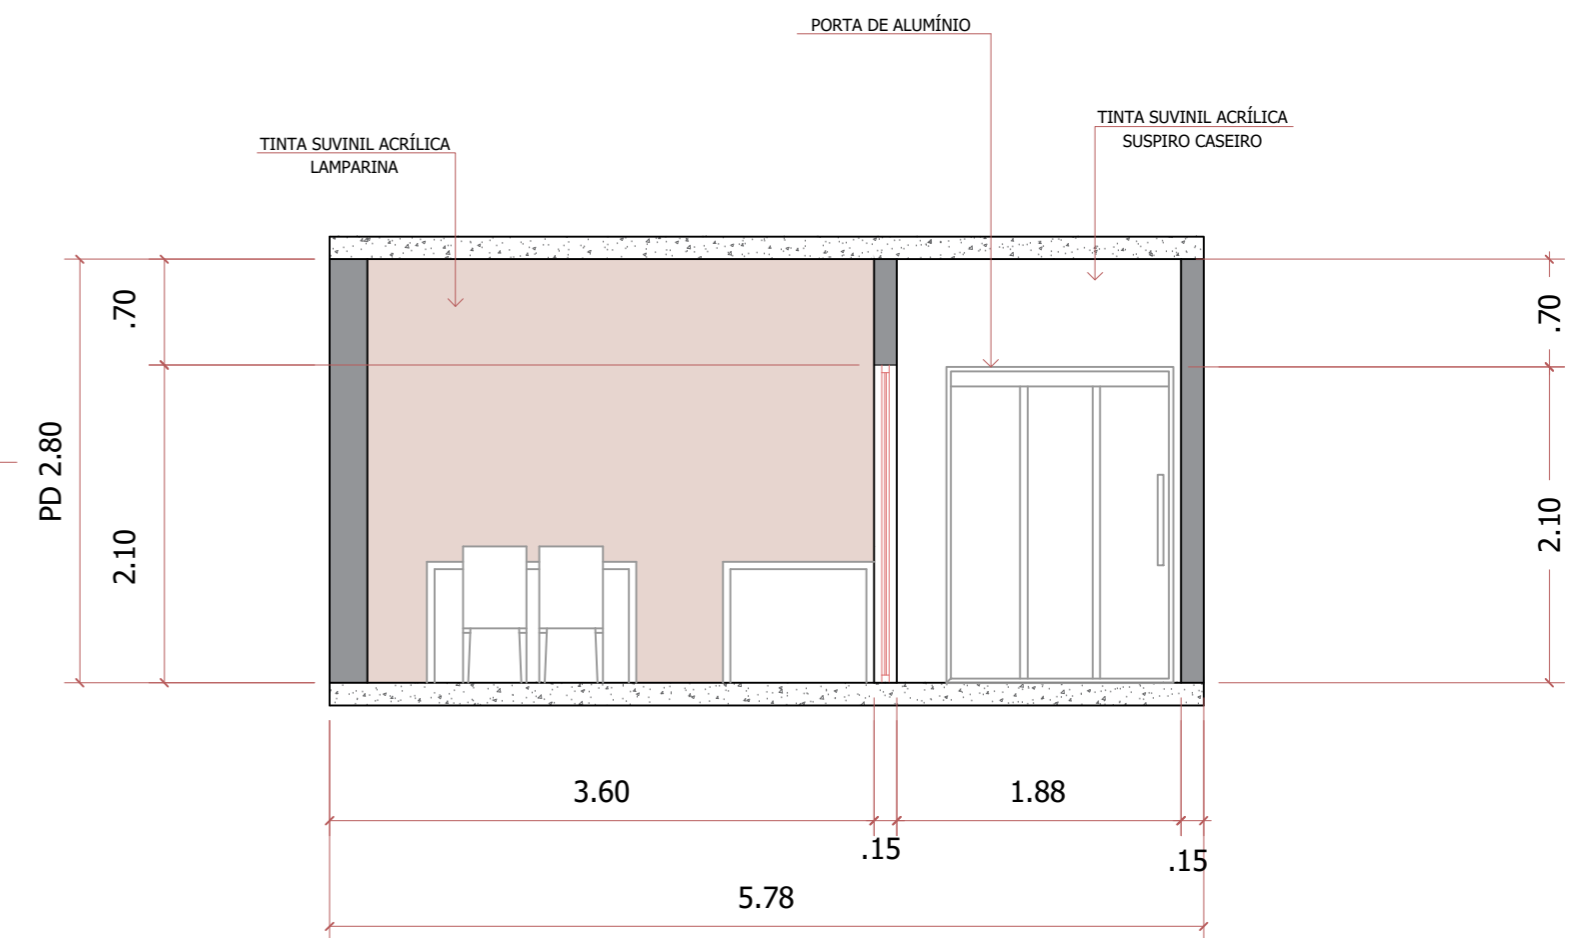 PORTA DE ALUMÍNIO
TINTA SUVINIL ACRÍLICA
SUSPIRO CASEIRO
TINTA SUVINIL ACRÍLICA
LAMPARINA
.70
.70
PD 2.80
2.10
2.10
3.60
1.88
.15
.15
5.78